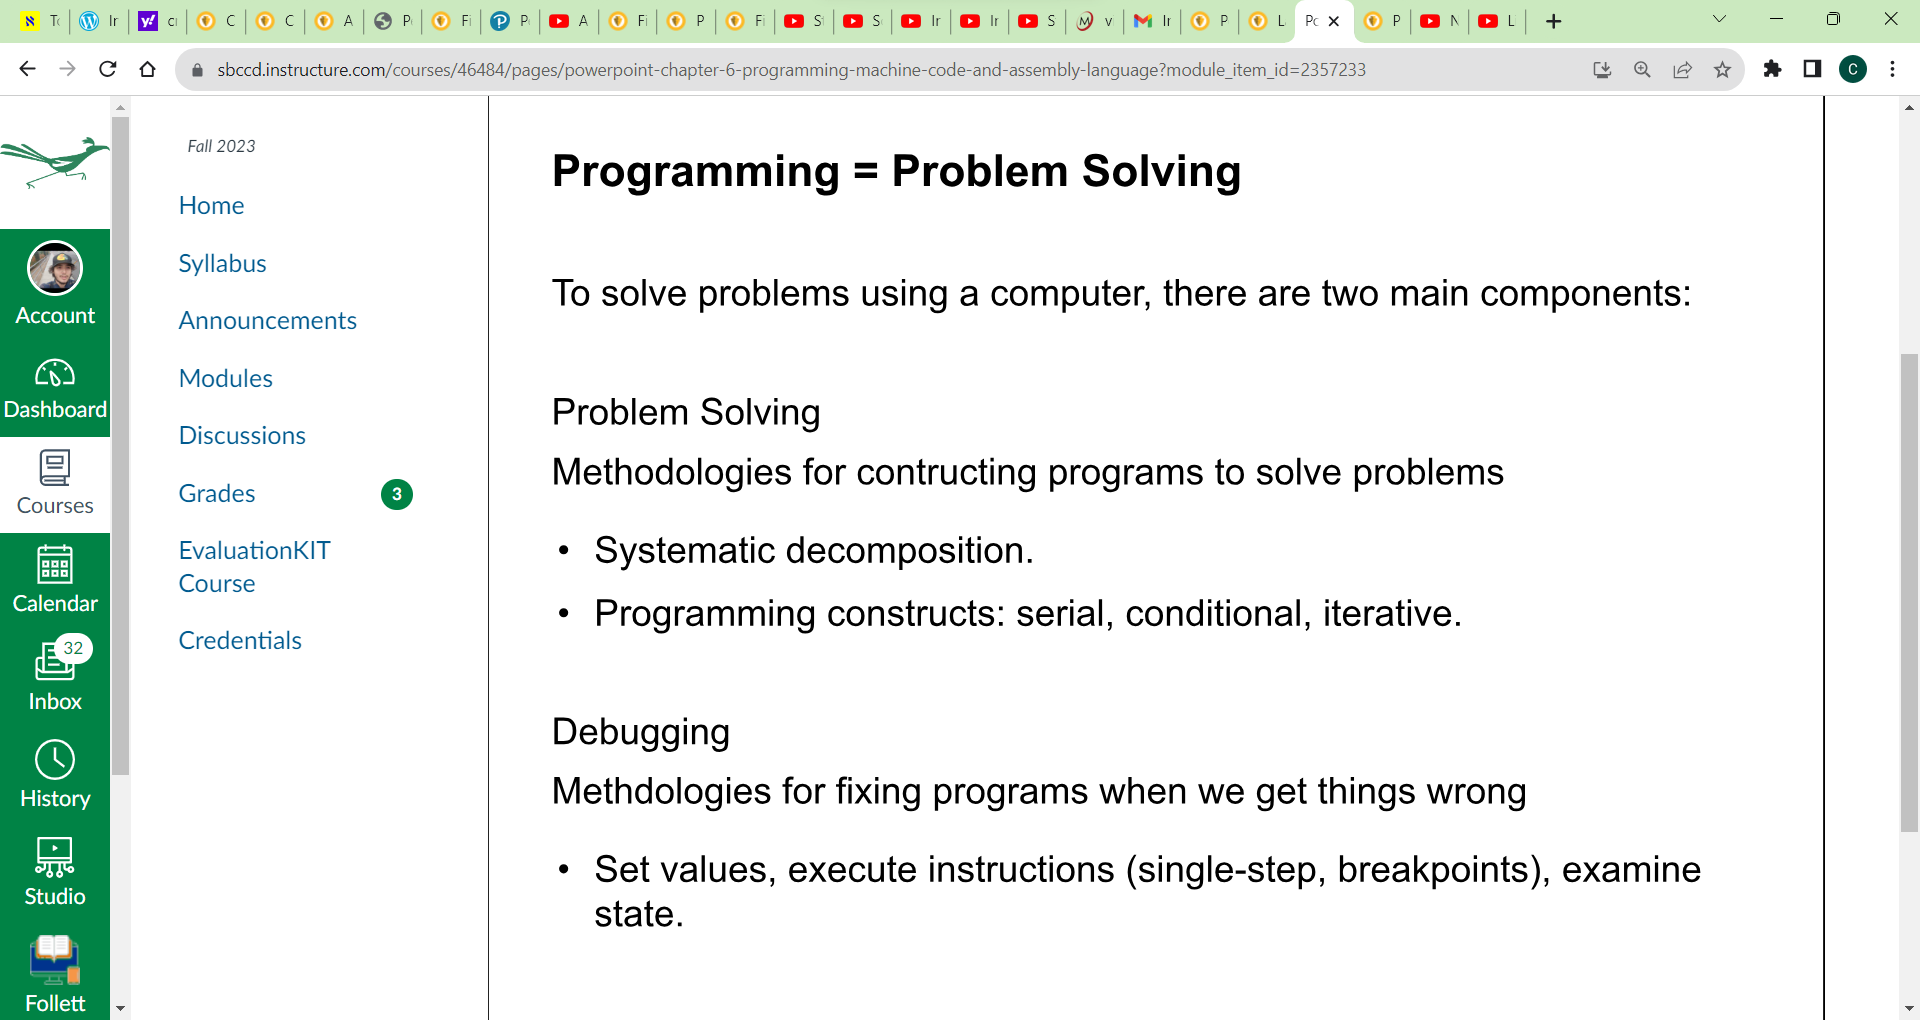 sbccd.instructure.com/courses/46484/pages/powerpoint-chapter-6-programming-machine-code-and-assembly-language?module_item_id=2357233
C
Fall 2023
Home
Syllabus
Announcements
Modules
Discussions
Grades
3
EvaluationKIT
Course
Credentials
Account
Dashboard
Courses
Calendar
32
Inbox
History
Studio
Follett
Programming = Problem Solving
To solve problems using a computer, there are two main components:
Problem Solving
Methodologies for contructing programs to solve problems
• Systematic decomposition.
• Programming constructs: serial, conditional, iterative.
Debugging
Methdologies for fixing programs when we get things wrong
• Set values, execute instructions (single-step, breakpoints), examine
state.